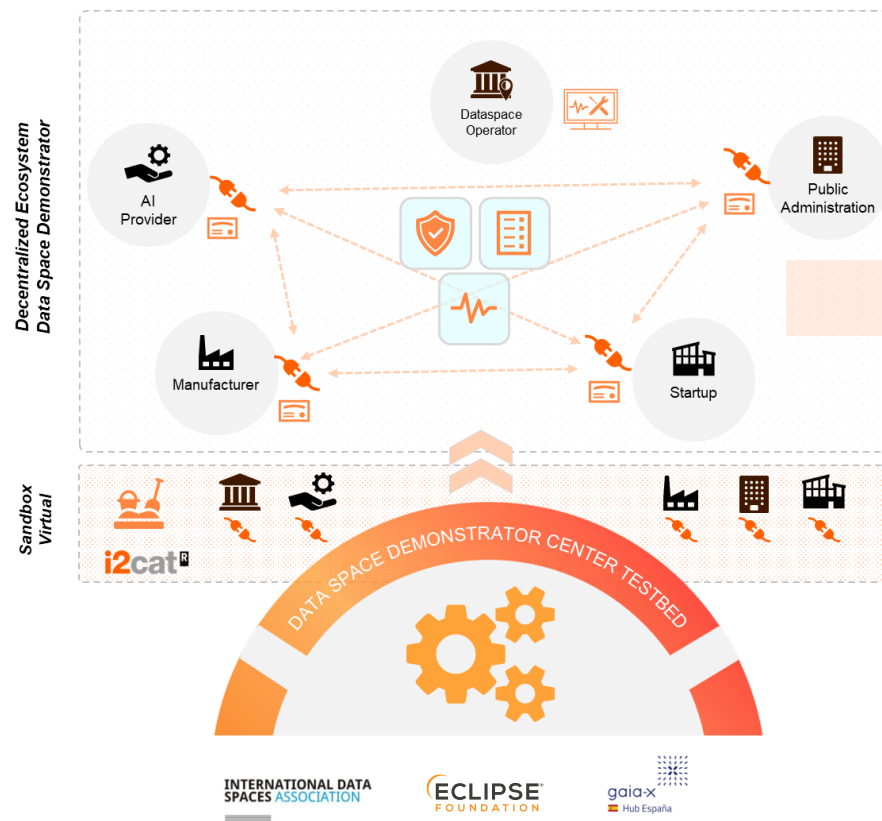 Decentralized Ecosystem
Data Space Demonstrator
Dataspace
Operator
AI
Provider
Public
Administration
Manufacturer
Startup
Sandbox
Virtual
i2cat R
DATA SPACE DEMONSTRATOR CENTER TESTBED
INTERNATIONAL DATA
SPACES ASSOCIATION
ECLIPSE
FOUNDATION
gaia-x
Hub España